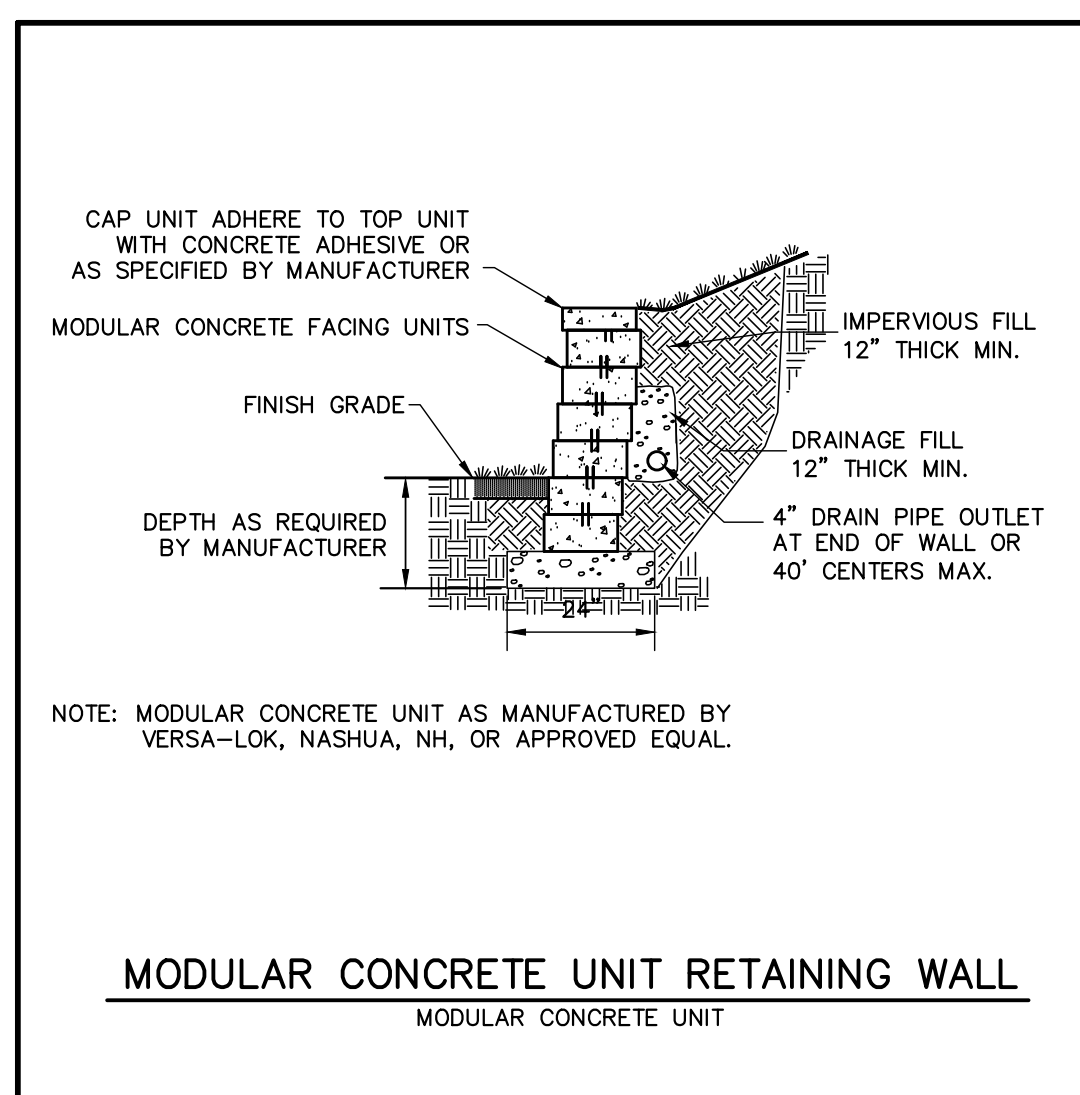 CAP UNIT ADHERE TO TOP UNIT
WITH CONCRETE ADHESIVE OR
AS SPECIFIED BY MANUFACTURER
MODULAR CONCRETE FACING UNITS
FINISH GRADE
DEPTH AS REQUIRED
BY MANUFACTURER
IMPERVIOUS FILL
12" THICK MIN.
DRAINAGE FILL
12" THICK MIN.
4" DRAIN PIPE OUTLET
AT END OF WALL OR
40' CENTERS MAX.
24"
NOTE: MODULAR CONCRETE UNIT AS MANUFACTURED BY
VERSA-LOK, NASHUA, NH, OR APPROVED EQUAL.
MODULAR CONCRETE UNIT RETAINING WALL
MODULAR CONCRETE UNIT